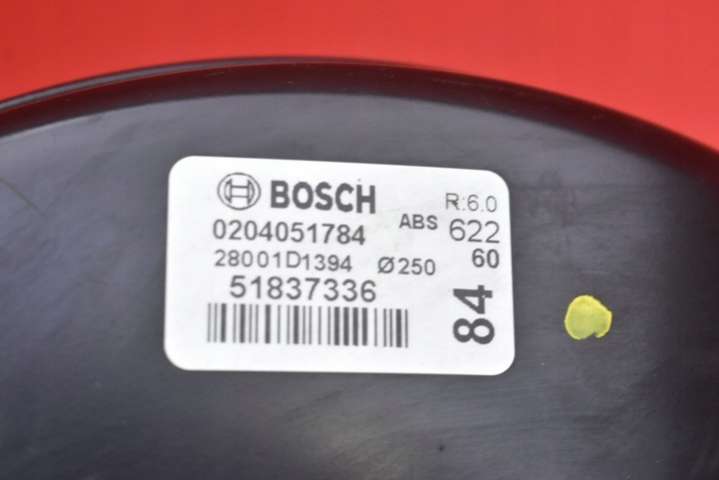 BOSCH R:6.0
0204051784 ABS 622
28001D1394 Ø250 60
51837336
84